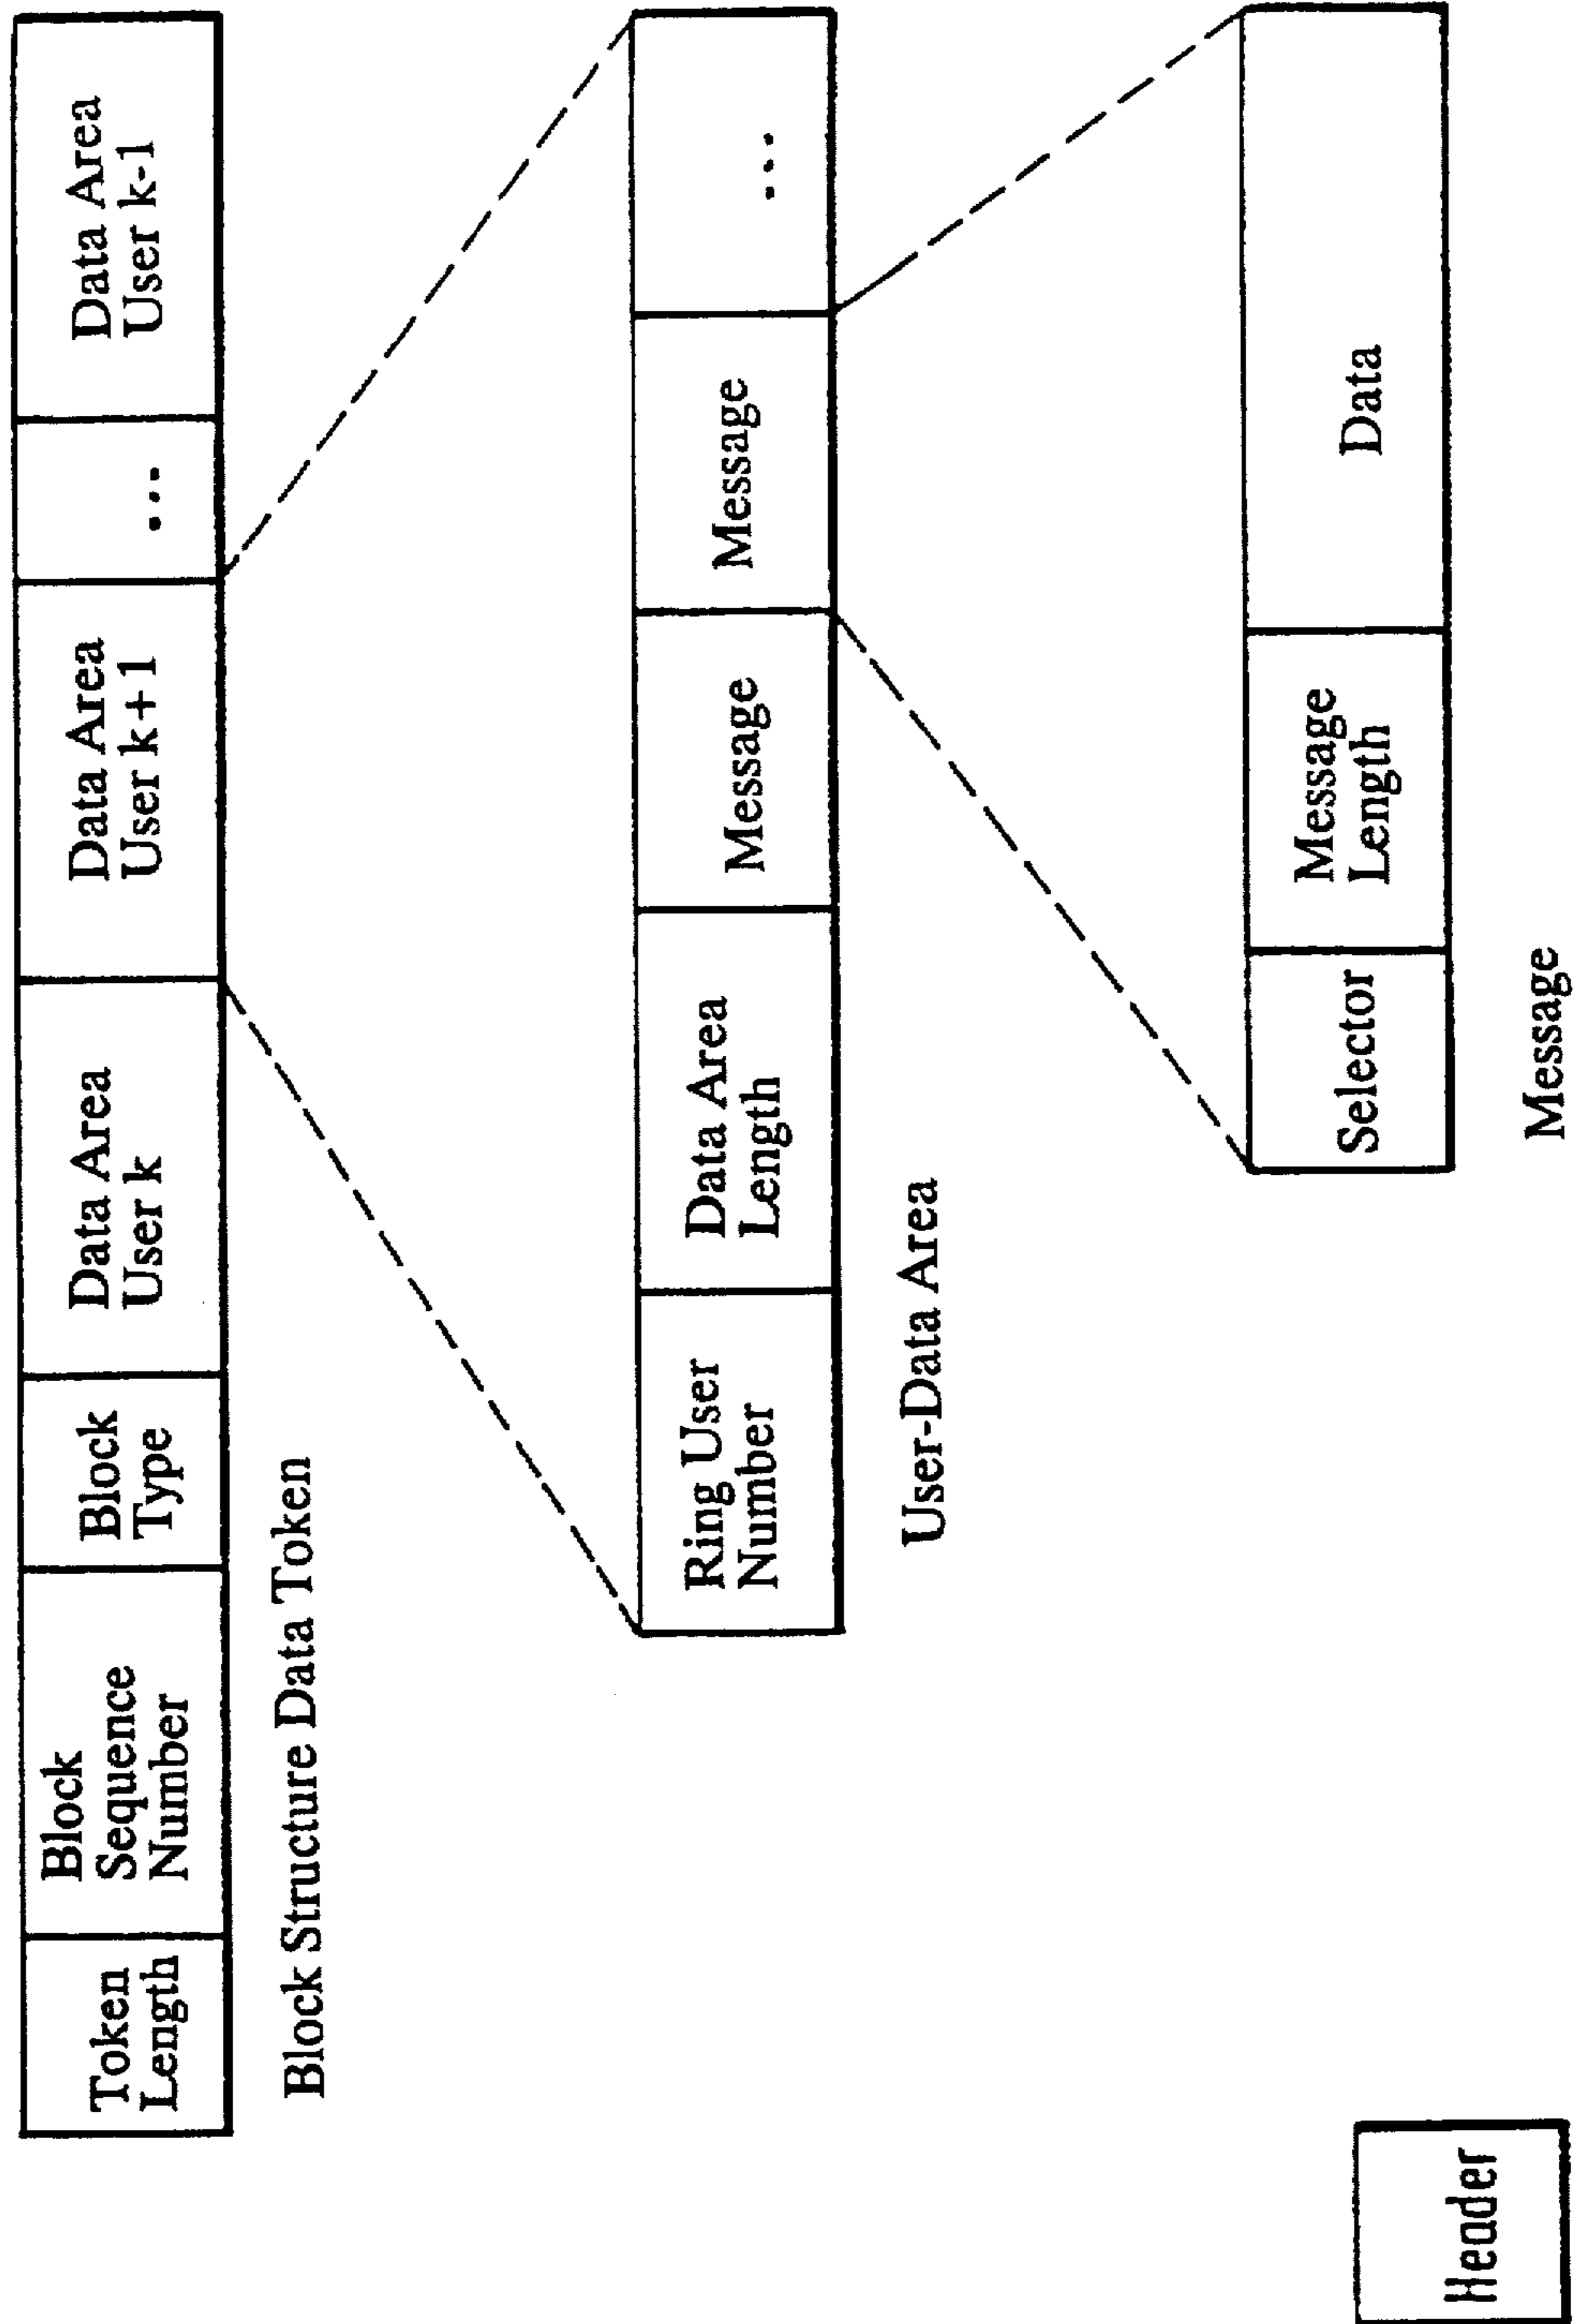 Token
Length
Block
Sequence
Number
Block
Type
Data Area
User k
Data Area
User k+1
...
Data Area
User k-1
Block Structure Data Token
Ring User
Number
Data Area
Length
Message
Message
...
User-Data Area
Selector
Message
Length
Data
Message
Header